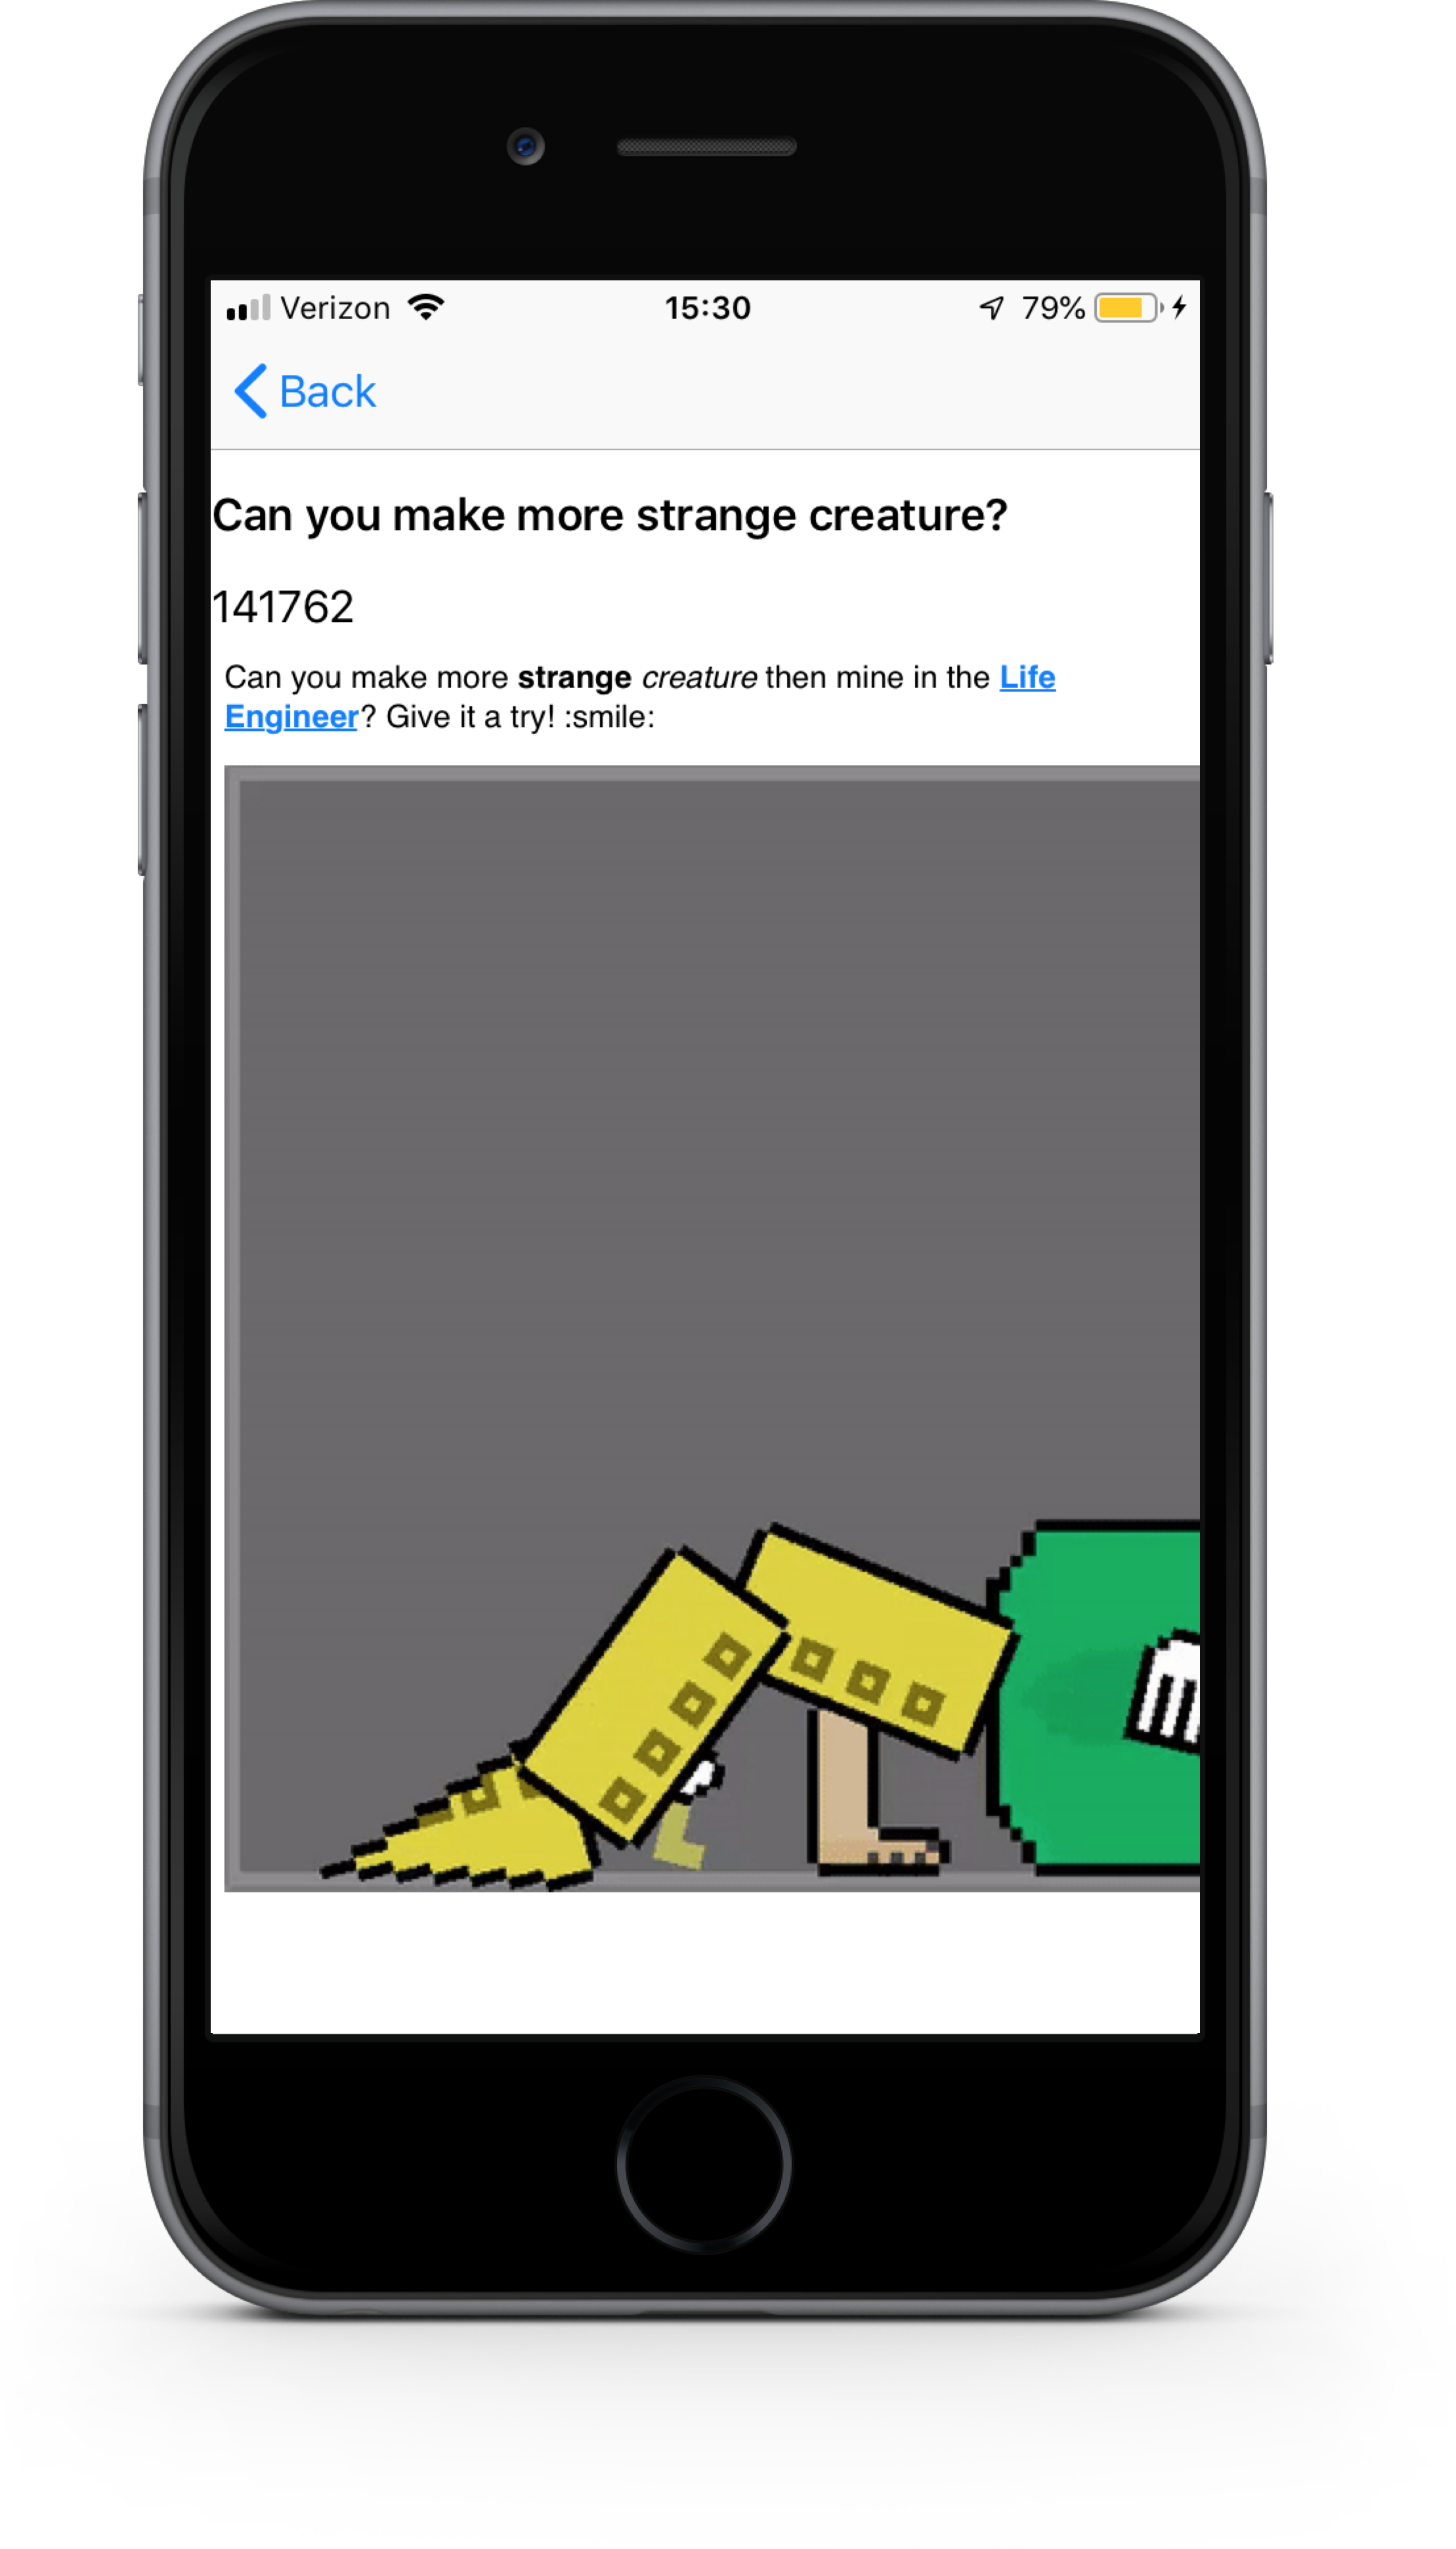 Verizon 15:30 79%
Back
Can you make more strange creature?
141762
Can you make more strange creature then mine in the Life
Engineer? Give it a try! :smile: